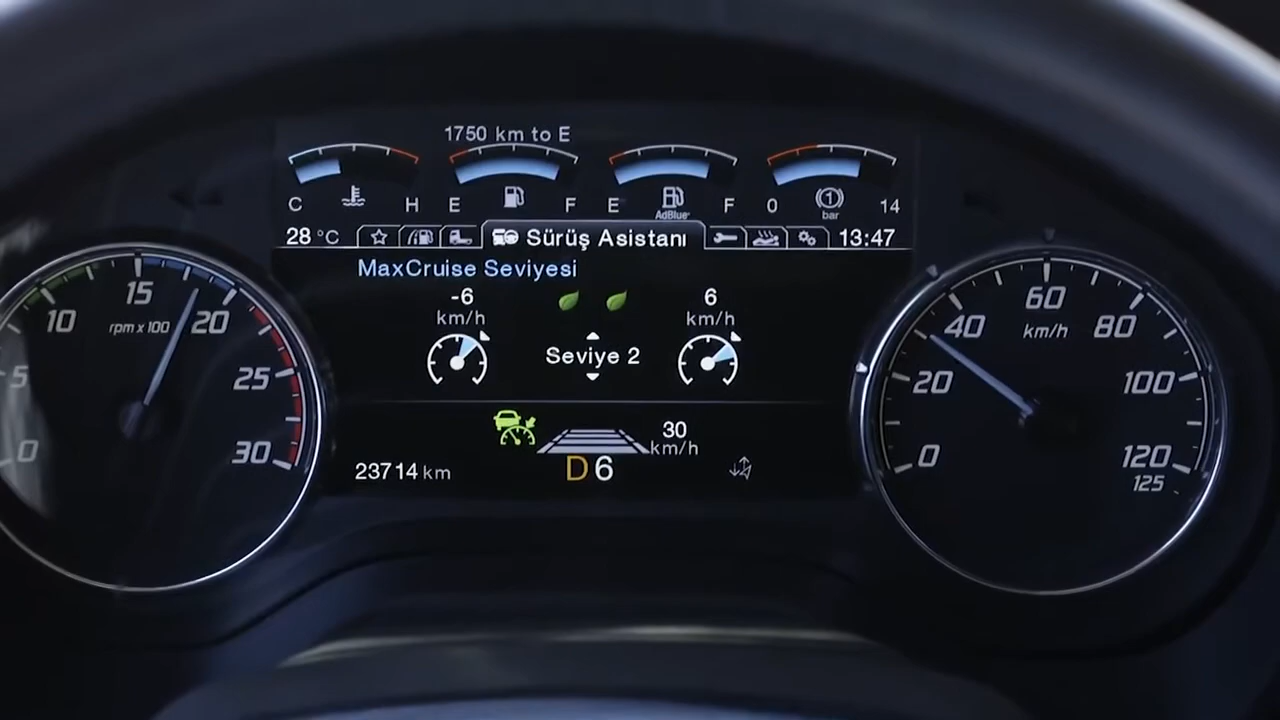 1750 km to E
C H E F E AdBlue F 0 bar 14
28 °C Sürüş Asistanı 13:47
MaxCruise Seviyesi
-6 km/h
6 km/h
Seviye 2
30 km/h
23714 km
D 6
0 5 10 15 20 25 30
rpm x 100
0 20 40 60 80 100 120 125
km/h